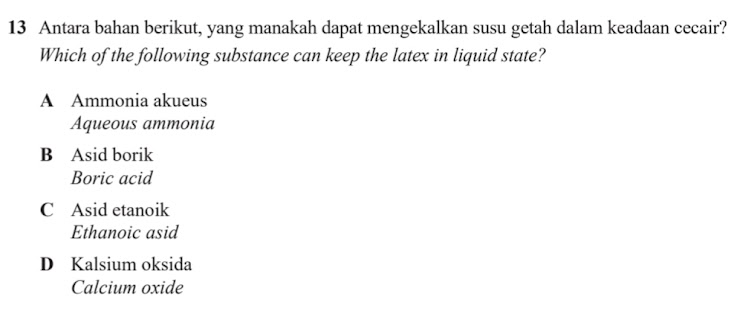 13 Antara bahan berikut, yang manakah dapat mengekalkan susu getah dalam keadaan cecair?
Which of the following substance can keep the latex in liquid state?
A Ammonia akueus
Aqueous ammonia
B Asid borik
Boric acid
C Asid etanoik
Ethanoic asid
D Kalsium oksida
Calcium oxide